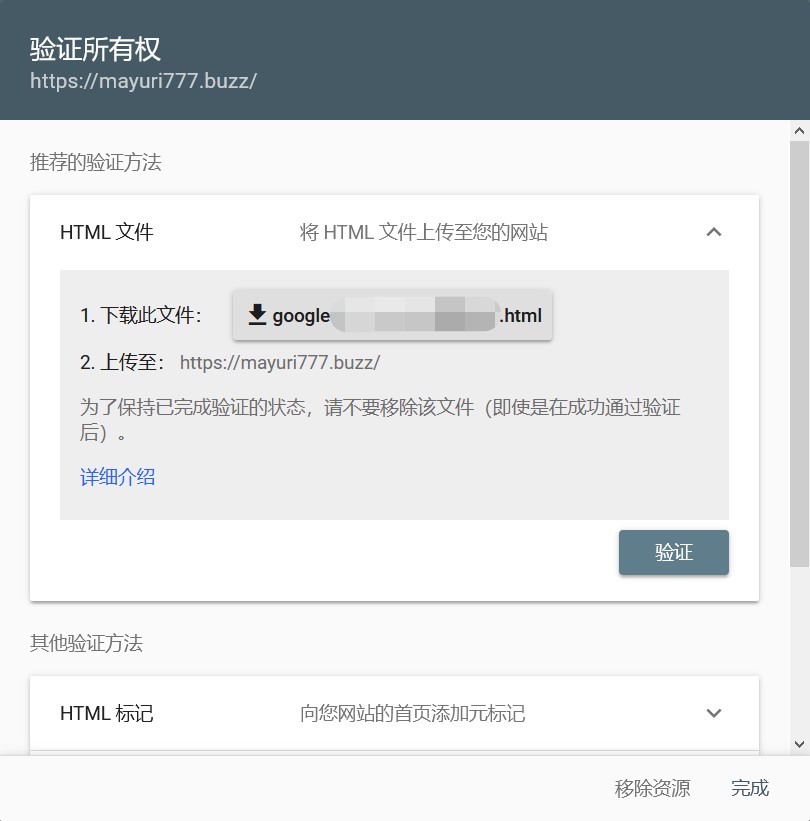 验证所有权
https://mayuri777.buzz/
推荐的验证方法
HTML 文件 将 HTML 文件上传至您的网站
1. 下载此文件： google .html
2. 上传至： https://mayuri777.buzz/
为了保持已完成验证的状态，请不要移除该文件（即使是在成功通过验证
后）。
详细介绍
验证
其他验证方法
HTML 标记 向您网站的首页添加元标记
移除资源 完成